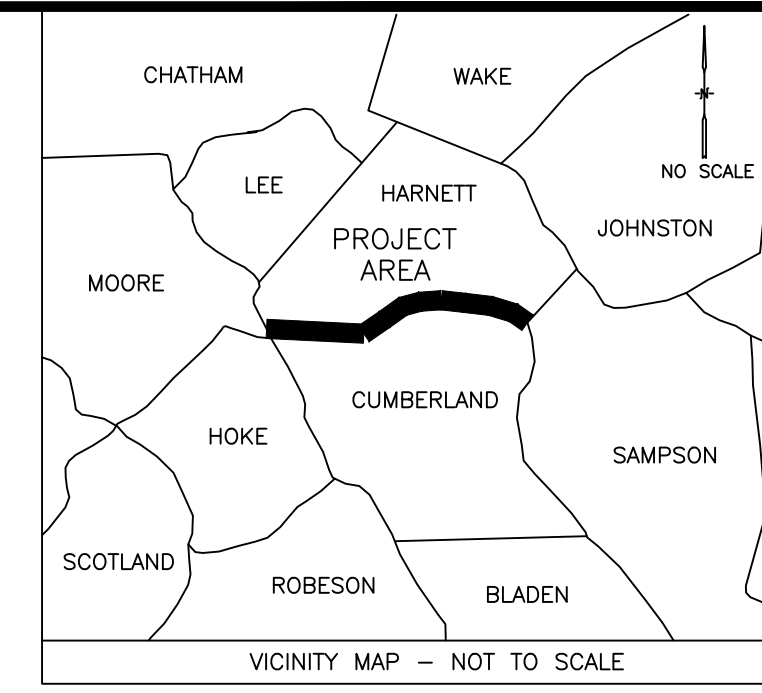 CHATHAM
WAKE
N
NO SCALE
LEE
HARNETT
JOHNSTON
PROJECT
AREA
MOORE
CUMBERLAND
HOKE
SAMPSON
SCOTLAND
ROBESON
BLADEN
VICINITY MAP – NOT TO SCALE